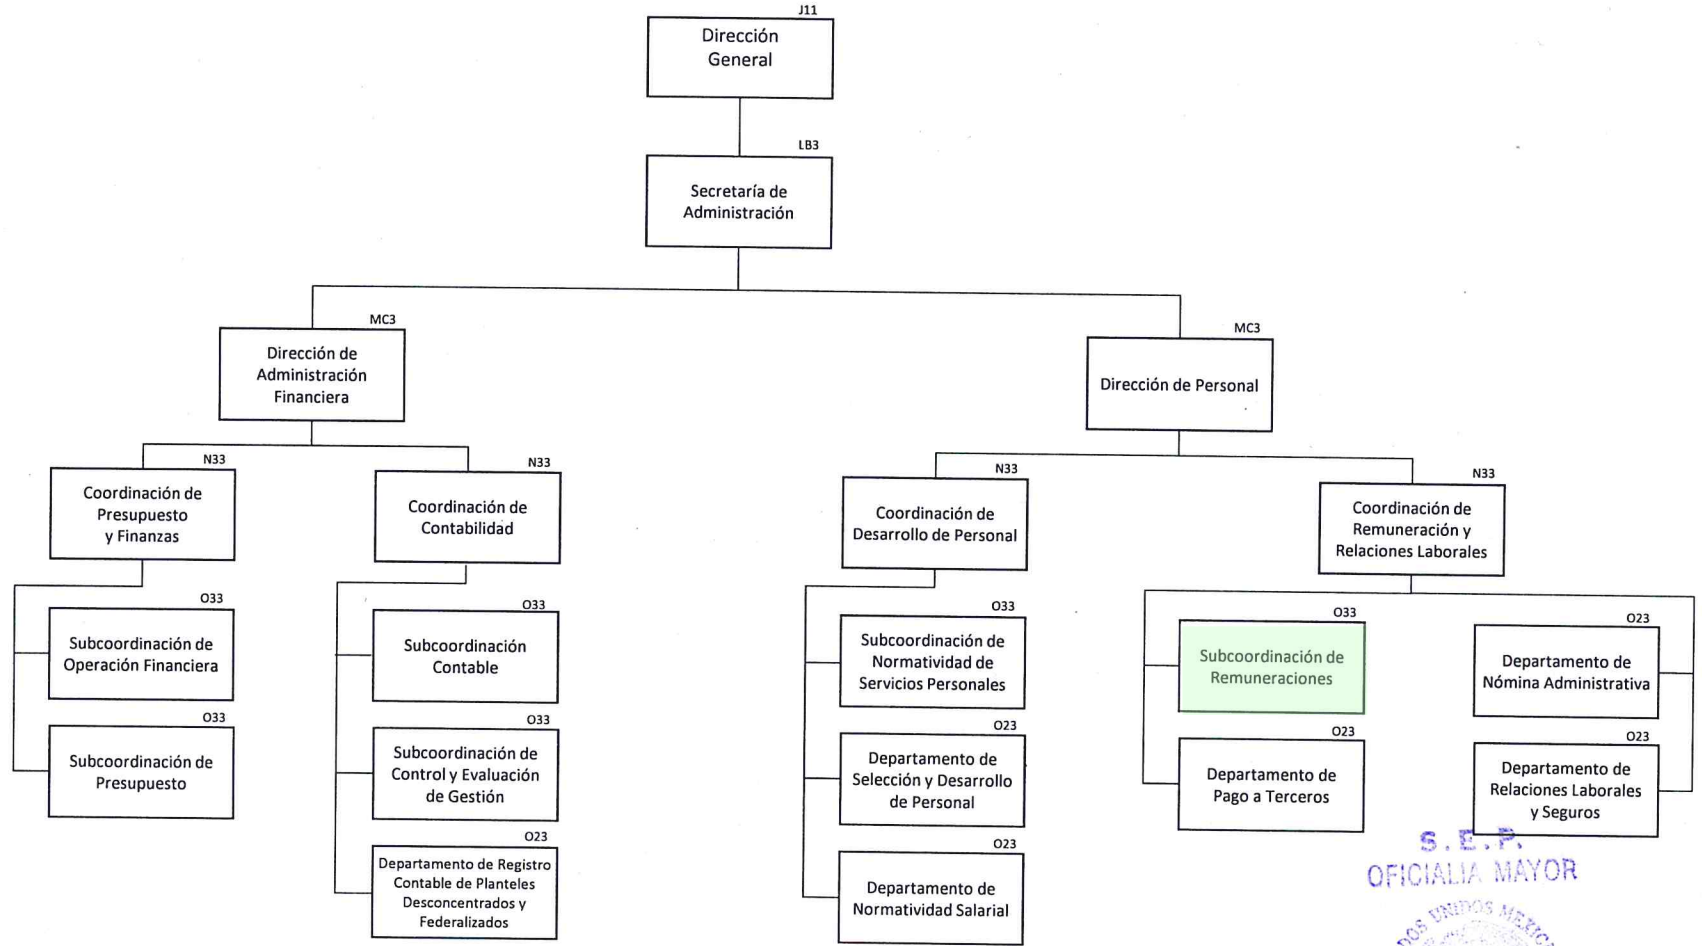 J11
Dirección
General
LB3
Secretaría de
Administración
MC3
Dirección de
Administración
Financiera
MC3
Dirección de Personal
N33
Coordinación de
Presupuesto
y Finanzas
N33
Coordinación de
Contabilidad
N33
Coordinación de
Desarrollo de Personal
N33
Coordinación de
Remuneración y
Relaciones Laborales
O33
Subcoordinación de
Operación Financiera
O33
Subcoordinación de
Presupuesto
O33
Subcoordinación
Contable
O33
Subcoordinación de
Control y Evaluación
de Gestión
O23
Departamento de Registro
Contable de Planteles
Desconcentrados y
Federalizados
O33
Subcoordinación de
Normatividad de
Servicios Personales
O23
Departamento de
Selección y Desarrollo
de Personal
O23
Departamento de
Normatividad Salarial
O33
Subcoordinación de
Remuneraciones
O23
Departamento de
Pago a Terceros
O23
Departamento de
Nómina Administrativa
O23
Departamento de
Relaciones Laborales
y Seguros
S.E.P.
OFICIALIA MAYOR
UNIDOS